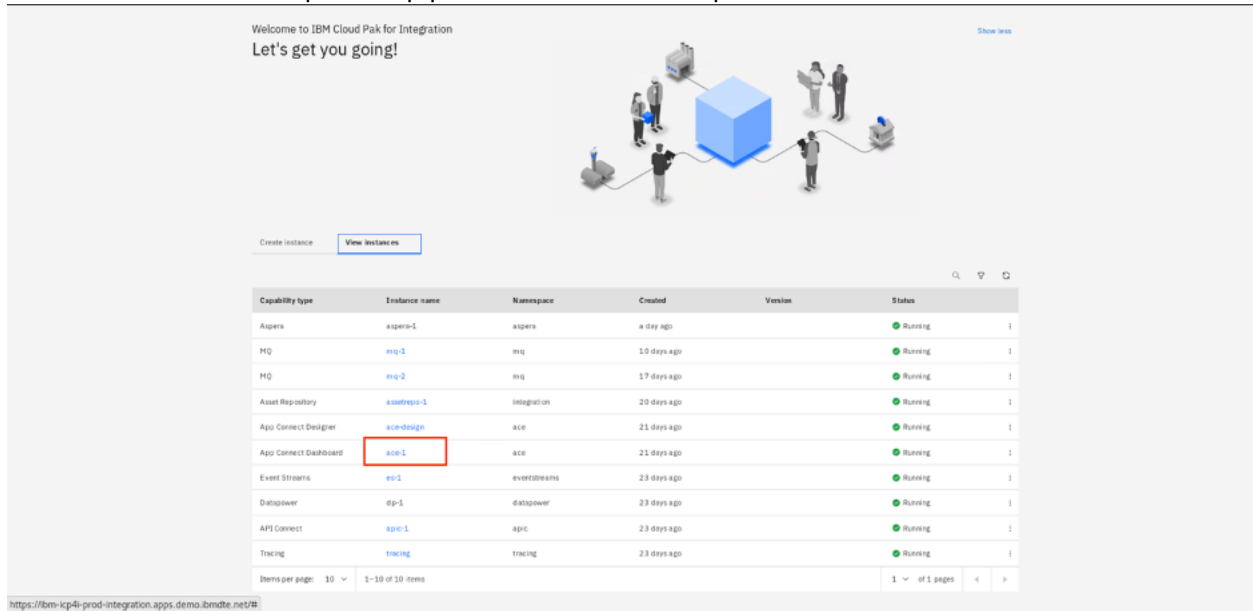 Welcome to IBM Cloud Pak for Integration
Show less
Let's get you going!
Create instance View instances
Capability type Instance name Namespace Created Version Status
Aspera aspera-1 aspera a day ago Running
MQ mq-1 mq 10 days ago Running
MQ mq-2 mq 17 days ago Running
Asset Repository assetrepo-1 integration 20 days ago Running
App Connect Designer ace-design ace 21 days ago Running
App Connect Dashboard ace-1 ace 21 days ago Running
Event Streams es-1 eventstreams 23 days ago Running
Datapower dp-1 datapower 23 days ago Running
API Connect apic-1 apic 23 days ago Running
Tracing tracing tracing 23 days ago Running
Items per page: 10 1–10 of 10 items 1 of 1 pages
https://ibm-icp4i-prod-integration.apps.demo.ibmdte.net/#